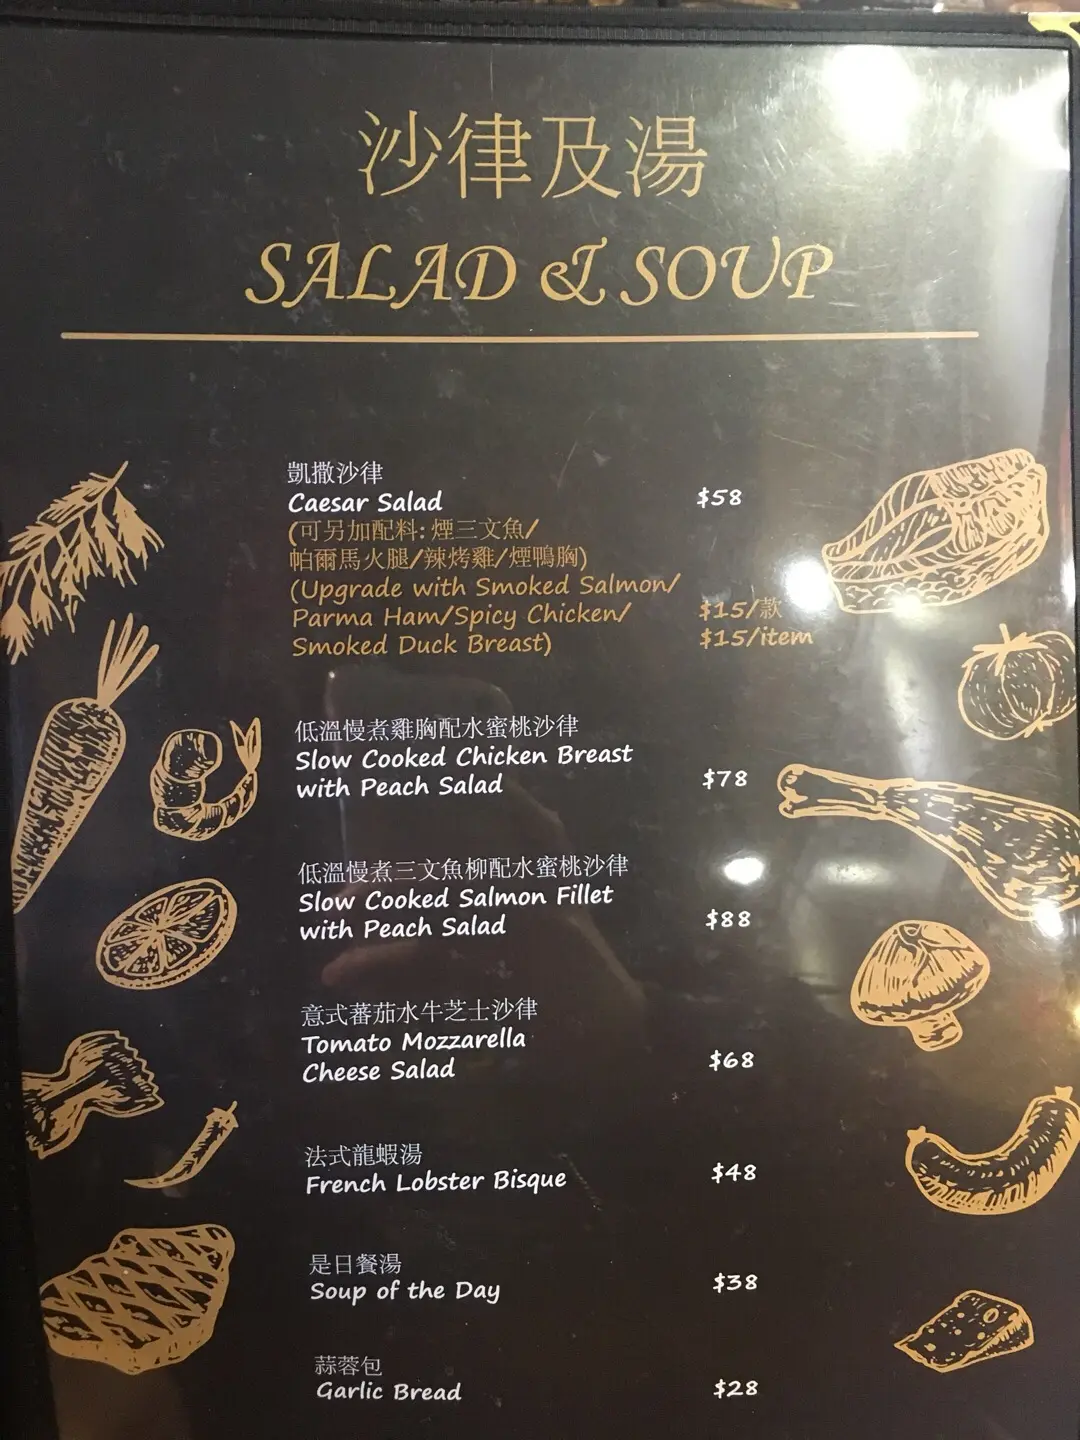 沙律及湯
SALAD & SOUP
凱撒沙律
Caesar Salad $58
(可另加配料: 煙三文魚/
帕爾馬火腿/辣烤雞/煙鴨胸)
(Upgrade with Smoked Salmon/
Parma Ham/Spicy Chicken/ $15/款
Smoked Duck Breast) $15/item
低溫慢煮雞胸配水蜜桃沙律
Slow Cooked Chicken Breast
with Peach Salad $78
低溫慢煮三文魚柳配水蜜桃沙律
Slow Cooked Salmon Fillet
with Peach Salad $88
意式蕃茄水牛芝士沙律
Tomato Mozzarella
Cheese Salad $68
法式龍蝦湯
French Lobster Bisque $48
是日餐湯
Soup of the Day $38
蒜蓉包
Garlic Bread $28